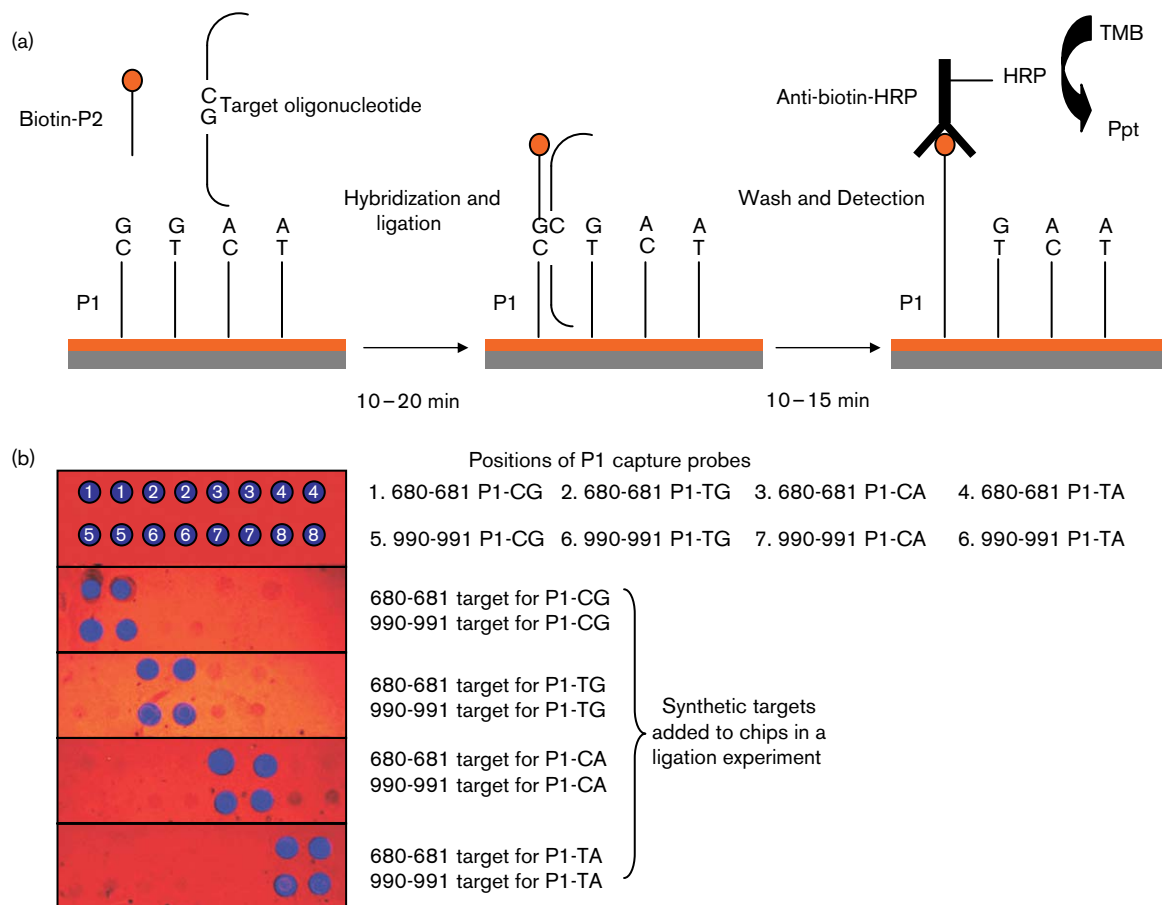 (a)
TMB
HRP
Anti-biotin-HRP
Ppt
C
G
Target oligonucleotide
Biotin-P2
Hybridization and
ligation
Wash and Detection
G G A A
C T C T
P1
GC G A A
C T C T
P1
G A A
T C T
P1
10–20 min
10–15 min
(b)
Positions of P1 capture probes
1 1 2 2 3 3 4 4
1. 680-681 P1-CG 2. 680-681 P1-TG 3. 680-681 P1-CA 4. 680-681 P1-TA
5 5 6 6 7 7 8 8
5. 990-991 P1-CG 6. 990-991 P1-TG 7. 990-991 P1-CA 6. 990-991 P1-TA
680-681 target for P1-CG
990-991 target for P1-CG
680-681 target for P1-TG
990-991 target for P1-TG
680-681 target for P1-CA
990-991 target for P1-CA
680-681 target for P1-TA
990-991 target for P1-TA
Synthetic targets
added to chips in a
ligation experiment